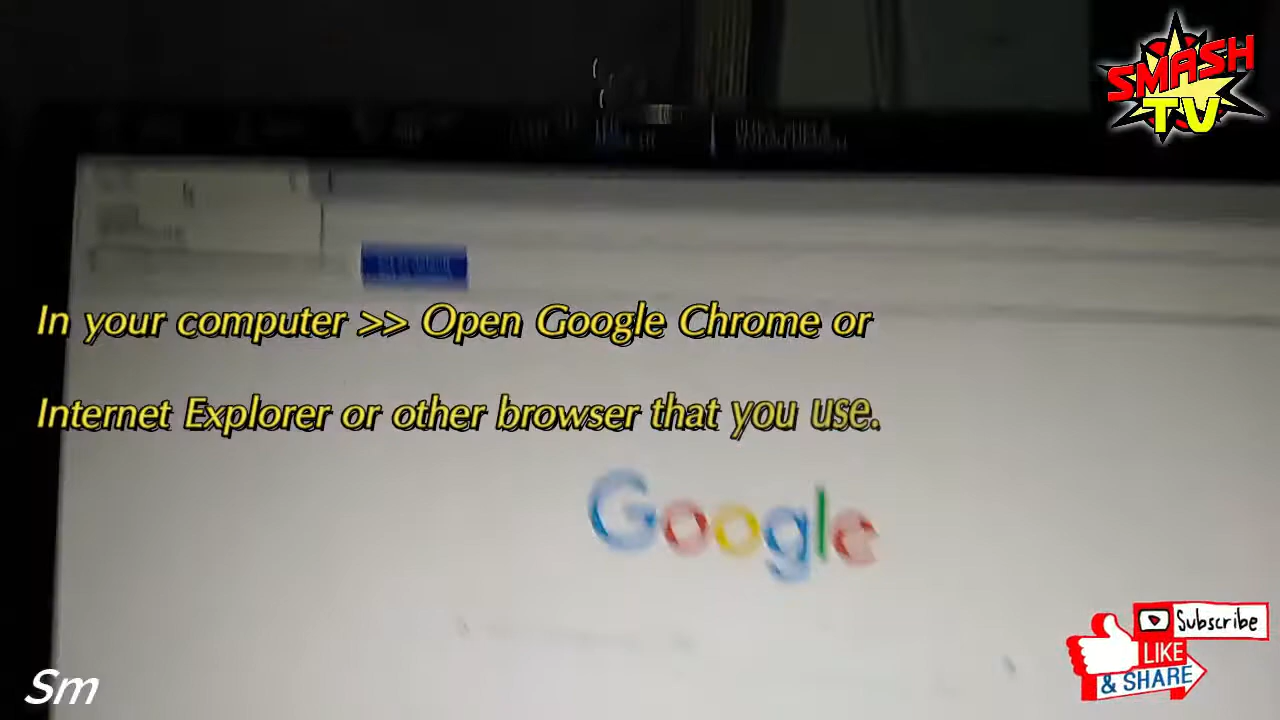 SMASH
TV
In your computer >> Open Google Chrome or
Internet Explorer or other browser that you use.
Google
Subscribe
LIKE
& SHARE
Sm